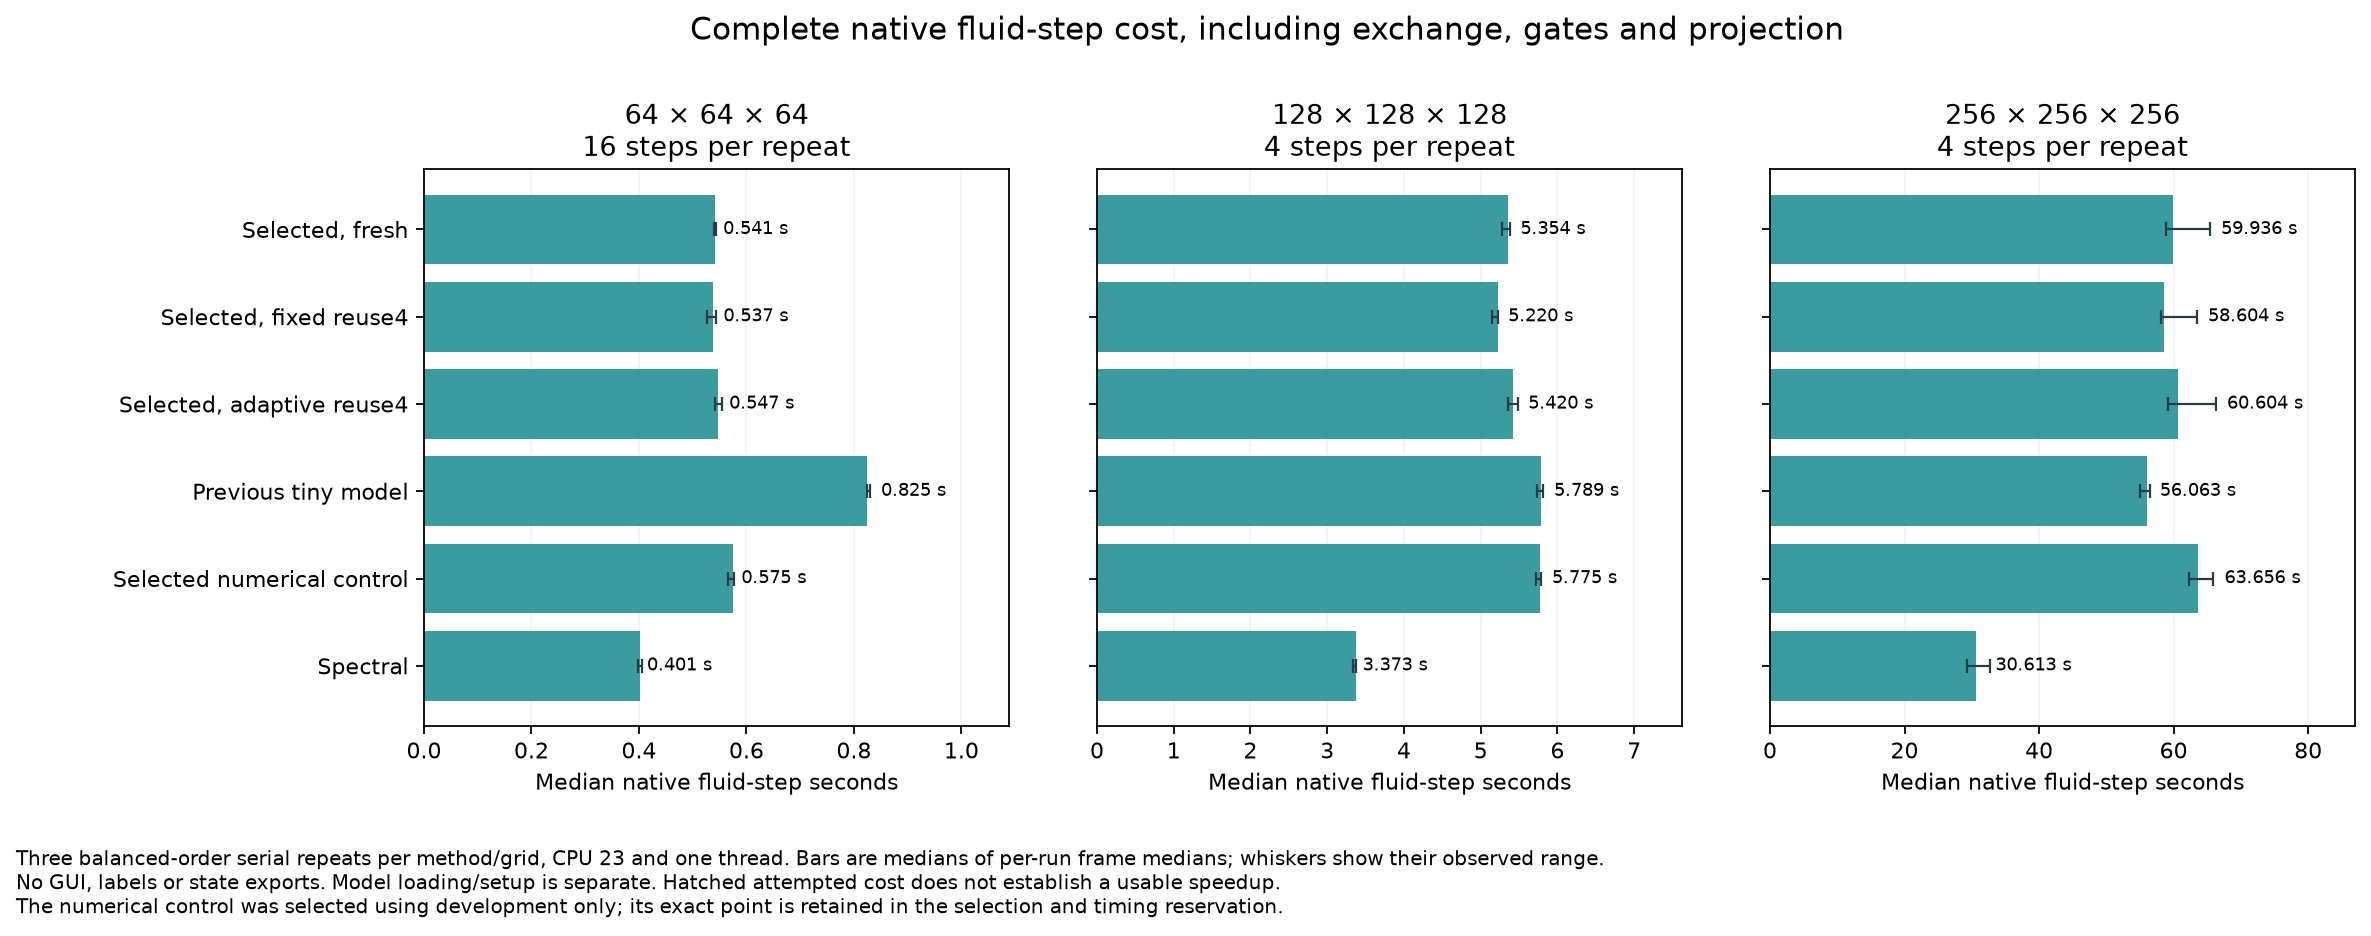 Complete native fluid-step cost, including exchange, gates and projection
64 × 64 × 64
16 steps per repeat
128 × 128 × 128
4 steps per repeat
256 × 256 × 256
4 steps per repeat
Selected, fresh
0.541 s
5.354 s
59.936 s
Selected, fixed reuse4
0.537 s
5.220 s
58.604 s
Selected, adaptive reuse4
0.547 s
5.420 s
60.604 s
Previous tiny model
0.825 s
5.789 s
56.063 s
Selected numerical control
0.575 s
5.775 s
63.656 s
Spectral
0.401 s
3.373 s
30.613 s
0.0 0.2 0.4 0.6 0.8 1.0
0 1 2 3 4 5 6 7
0 20 40 60 80
Median native fluid-step seconds
Median native fluid-step seconds
Median native fluid-step seconds
Three balanced-order serial repeats per method/grid, CPU 23 and one thread. Bars are medians of per-run frame medians; whiskers show their observed range.
No GUI, labels or state exports. Model loading/setup is separate. Hatched attempted cost does not establish a usable speedup.
The numerical control was selected using development only; its exact point is retained in the selection and timing reservation.